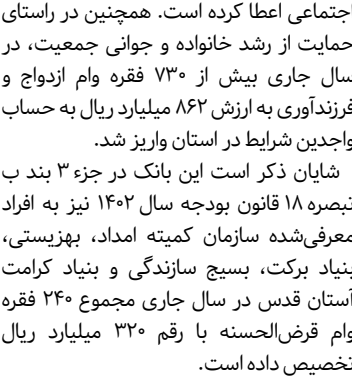 اجتماعی اعطا کرده است. همچنین در راستای
حمایت از رشد خانواده و جوانی جمعیت، در
سال جاری بیش از ۷۳۰ فقره وام ازدواج و
فرزندآوری به ارزش ۸۶۲ میلیارد ریال به حساب
واجدین شرایط در استان واریز شد.
شایان ذکر است این بانک در جزء ۳ بند ب
تبصره ۱۸ قانون بودجه سال ۱۴۰۲ نیز به افراد
معرفی‌شده سازمان کمیته امداد، بهزیستی،
بنیاد برکت، بسیج سازندگی و بنیاد کرامت
آستان قدس در سال جاری مجموع ۲۴۰ فقره
وام قرض‌الحسنه با رقم ۳۲۰ میلیارد ریال
تخصیص داده است.